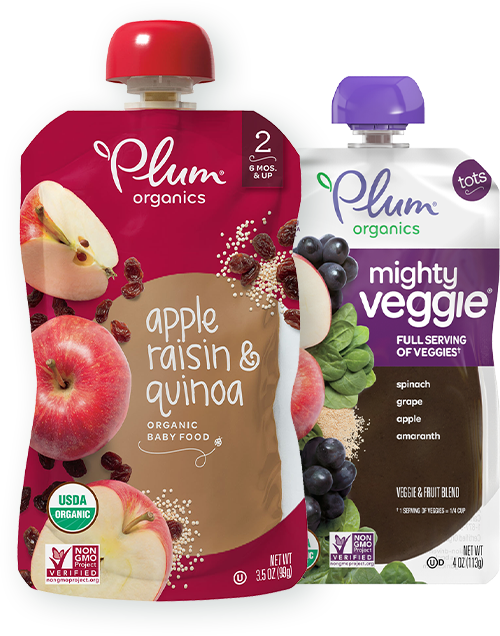 2
6 MOS.
& UP
Plum®
organics
apple
raisin &
quinoa
ORGANIC
BABY FOOD
USDA
ORGANIC
NON
GMO
Project
VERIFIED
nongmoproject.org
U
NET WT
3.5 OZ (99g)
tots
Plum®
organics
mighty
veggie®
FULL SERVING
OF VEGGIES†
spinach
grape
apple
amaranth
VEGGIE & FRUIT BLEND
† 1 SERVING OF VEGGIES = 1/4 CUP
NON
GMO
Project
VERIFIED
nongmoproject.org
U D
NET WT
4 OZ (113g)